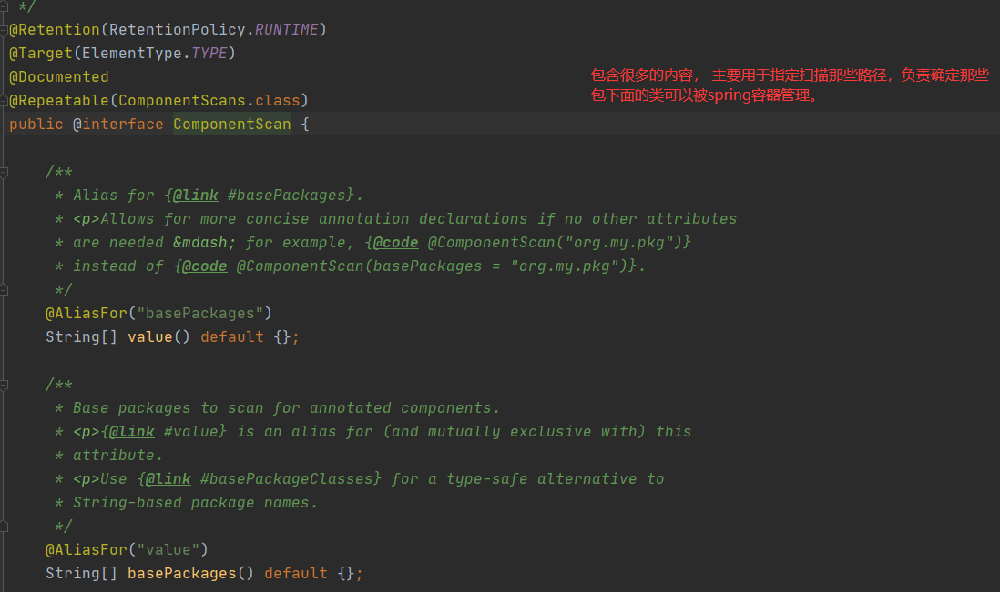 */
@Retention(RetentionPolicy.RUNTIME)
@Target(ElementType.TYPE)
@Documented
包含很多的内容， 主要用于指定扫描那些路径，负责确定那些
包下面的类可以被spring容器管理。
@Repeatable(ComponentScans.class)
public @interface ComponentScan {
    /**
     * Alias for {@link #basePackages}.
     * <p>Allows for more concise annotation declarations if no other attributes
     * are needed &mdash; for example, {@code @ComponentScan("org.my.pkg")}
     * instead of {@code @ComponentScan(basePackages = "org.my.pkg")}.
     */
    @AliasFor("basePackages")
    String[] value() default {};
    /**
     * Base packages to scan for annotated components.
     * <p>{@link #value} is an alias for (and mutually exclusive with) this
     * attribute.
     * <p>Use {@link #basePackageClasses} for a type-safe alternative to
     * String-based package names.
     */
    @AliasFor("value")
    String[] basePackages() default {};